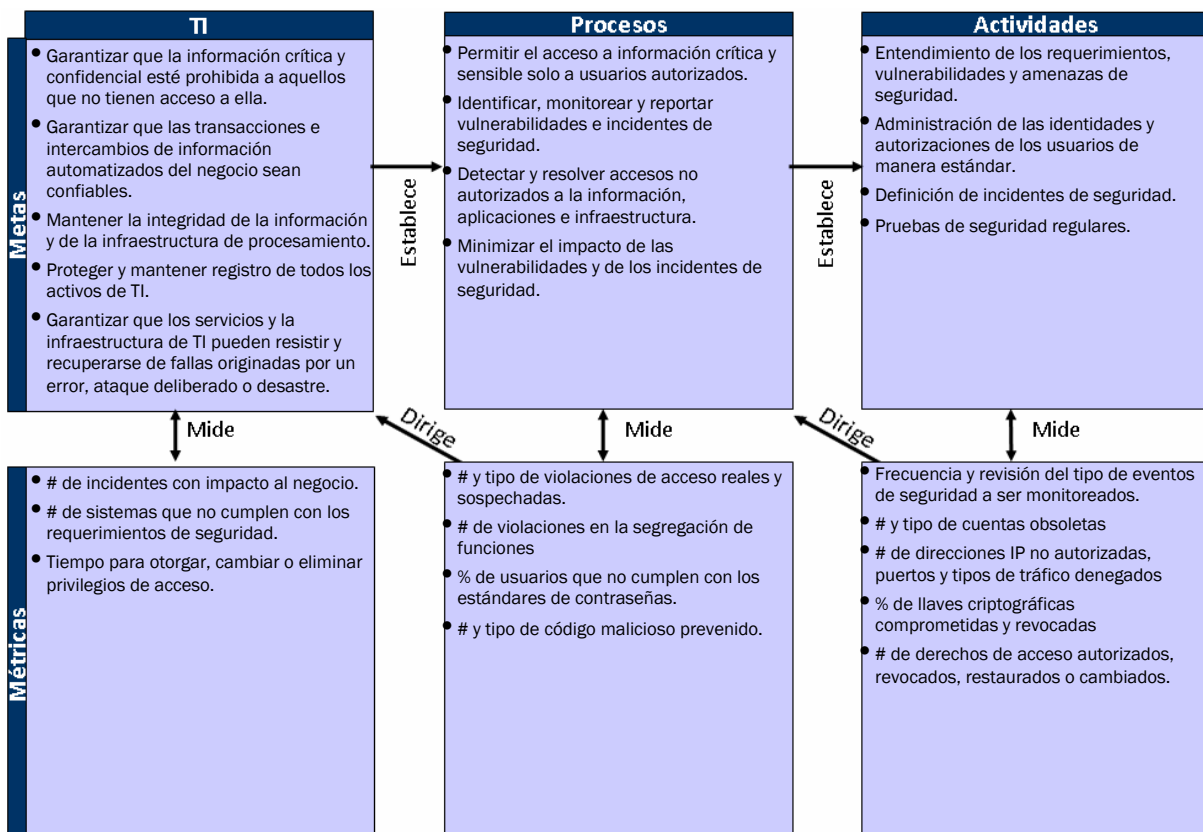 TI
Procesos
Actividades
Metas
• Garantizar que la información crítica y
confidencial esté prohibida a aquellos
que no tienen acceso a ella.
• Garantizar que las transacciones e
intercambios de información
automatizados del negocio sean
confiables.
• Mantener la integridad de la información
y de la infraestructura de procesamiento.
• Proteger y mantener registro de todos los
activos de TI.
• Garantizar que los servicios y la
infraestructura de TI pueden resistir y
recuperarse de fallas originadas por un
error, ataque deliberado o desastre.
Establece
• Permitir el acceso a información crítica y
sensible solo a usuarios autorizados.
• Identificar, monitorear y reportar
vulnerabilidades e incidentes de
seguridad.
• Detectar y resolver accesos no
autorizados a la información,
aplicaciones e infraestructura.
• Minimizar el impacto de las
vulnerabilidades y de los incidentes de
seguridad.
Establece
• Entendimiento de los requerimientos,
vulnerabilidades y amenazas de
seguridad.
• Administración de las identidades y
autorizaciones de los usuarios de
manera estándar.
• Definición de incidentes de seguridad.
• Pruebas de seguridad regulares.
Mide
Dirige
Mide
Dirige
Mide
Métricas
• # de incidentes con impacto al negocio.
• # de sistemas que no cumplen con los
requerimientos de seguridad.
• Tiempo para otorgar, cambiar o eliminar
privilegios de acceso.
• # y tipo de violaciones de acceso reales y
sospechadas.
• # de violaciones en la segregación de
funciones
• % de usuarios que no cumplen con los
estándares de contraseñas.
• # y tipo de código malicioso prevenido.
• Frecuencia y revisión del tipo de eventos
de seguridad a ser monitoreados.
• # y tipo de cuentas obsoletas
• # de direcciones IP no autorizadas,
puertos y tipos de tráfico denegados
• % de llaves criptográficas
comprometidas y revocadas
• # de derechos de acceso autorizados,
revocados, restaurados o cambiados.